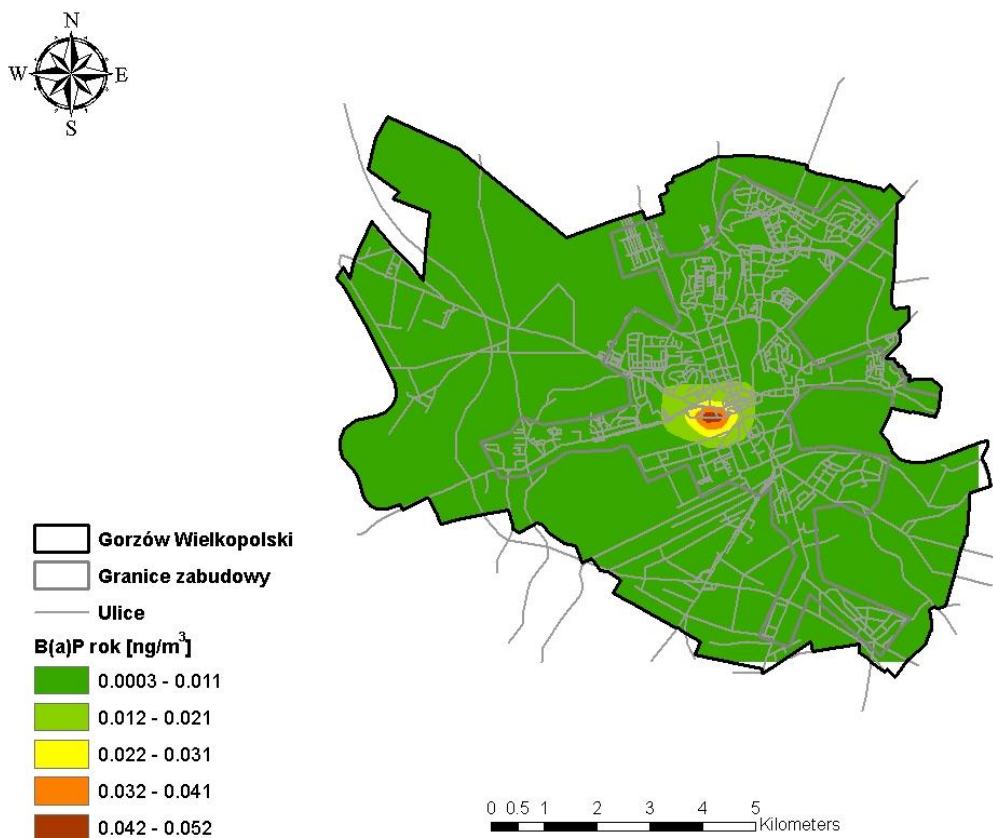 N
W E
S
Gorzów Wielkopolski
Granice zabudowy
Ulice
B(a)P rok [ng/m³]
0.0003 - 0.011
0.012 - 0.021
0.022 - 0.031
0.032 - 0.041
0.042 - 0.052
0 0.5 1 2 3 4 5
Kilometers